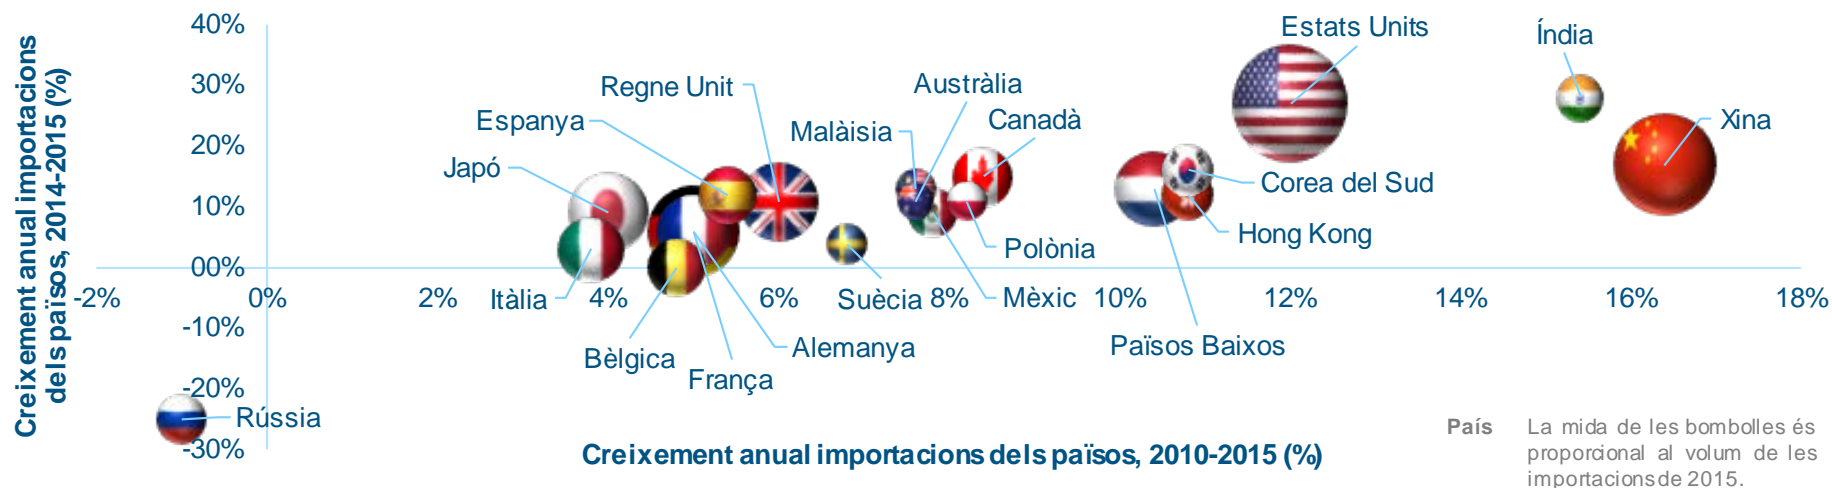 Creixement anual importacions
dels països, 2014-2015 (%)
40%
30%
20%
10%
00%
-10%
-20%
-30%
-2%
0%
2%
4%
6%
8%
10%
12%
14%
16%
18%
Estats Units
Índia
Regne Unit
Austràlia
Espanya
Malàisia
Canadà
Xina
Japó
Corea del Sud
Hong Kong
Polònia
Itàlia
Suècia
Mèxic
Països Baixos
Bèlgica
Alemanya
França
Rússia
Creixement anual importacions dels països, 2010-2015 (%)
País
La mida de les bombolles és
proporcional al volum de les
importacions de 2015.